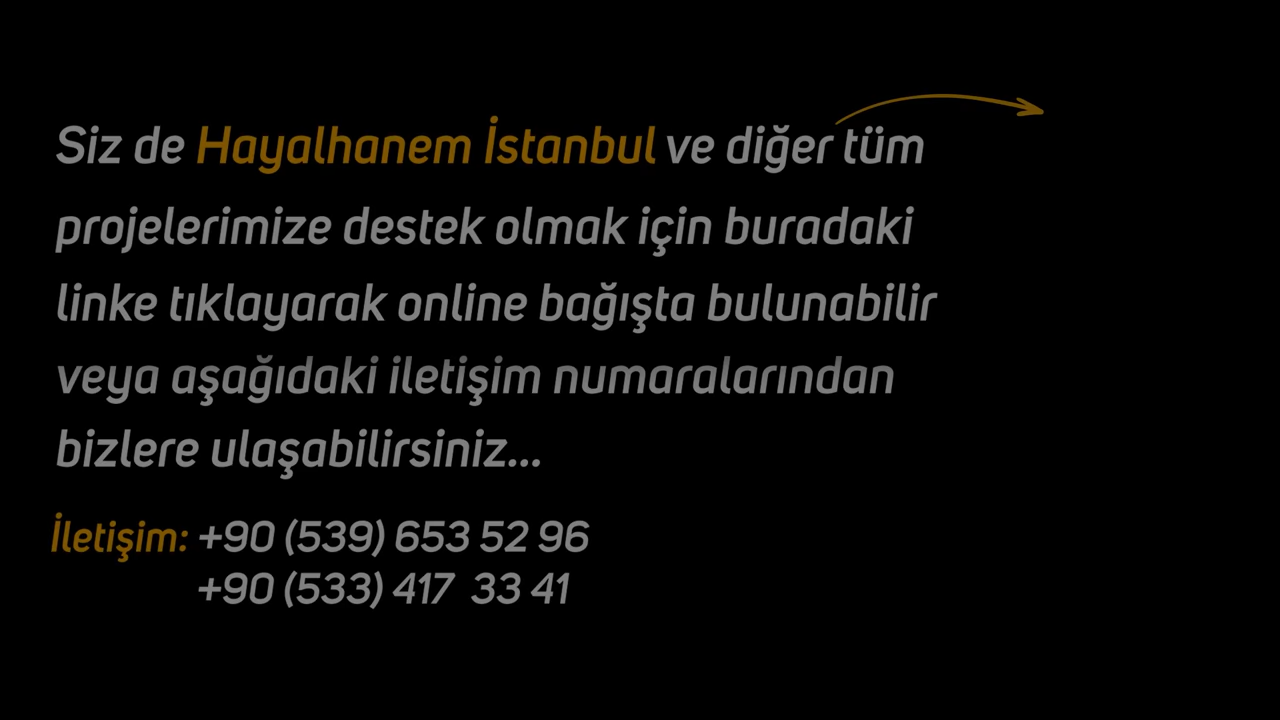 Siz de Hayalhanem İstanbul ve diğer tüm
projelerimize destek olmak için buradaki
linke tıklayarak online bağışta bulunabilir
veya aşağıdaki iletişim numaralarından
bizlere ulaşabilirsiniz...
İletişim: +90 (539) 653 52 96
+90 (533) 417 33 41